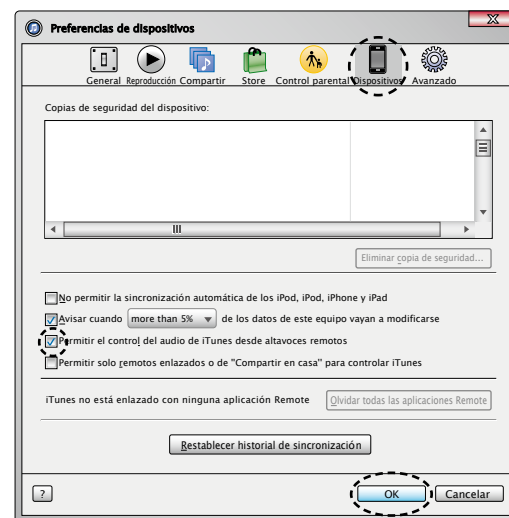 Preferencias de dispositivos
General Reproducción Compartir Store Control parental Dispositivos Avanzado
Copias de seguridad del dispositivo:
Eliminar copia de seguridad...
No permitir la sincronización automática de los iPod, iPod, iPhone y iPad
Avisar cuando more than 5% de los datos de este equipo vayan a modificarse
Permitir el control del audio de iTunes desde altavoces remotos
Permitir solo remotos enlazados o de "Compartir en casa" para controlar iTunes
iTunes no está enlazado con ninguna aplicación Remote Olvidar todas las aplicaciones Remote
Restablecer historial de sincronización
? OK Cancelar